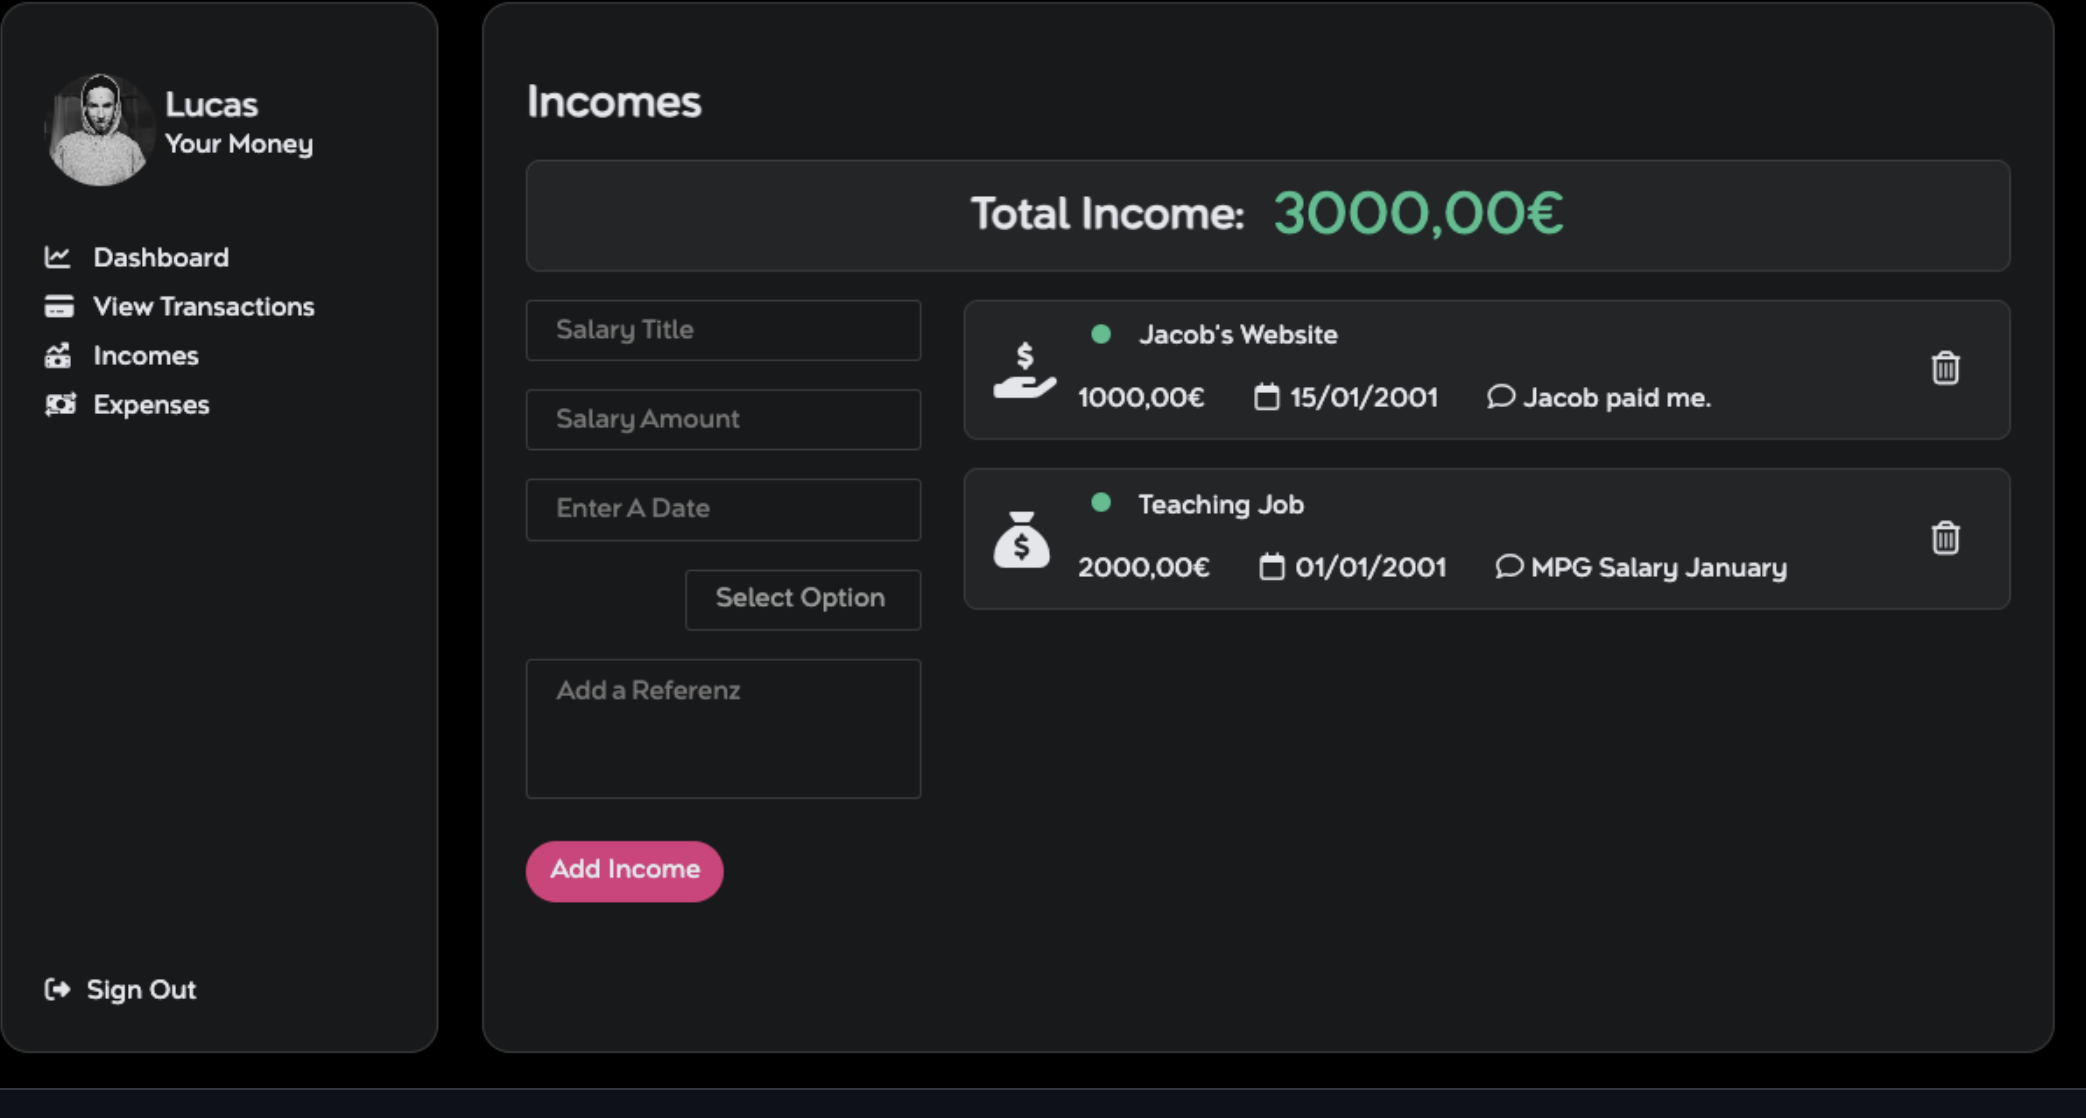 Lucas
Your Money
Dashboard
View Transactions
Incomes
Expenses
Sign Out
Incomes
Total Income: 3000,00€
Salary Title
Salary Amount
Enter A Date
Select Option
Add a Referenz
Add Income
Jacob's Website
1000,00€ 15/01/2001 Jacob paid me.
Teaching Job
2000,00€ 01/01/2001 MPG Salary January